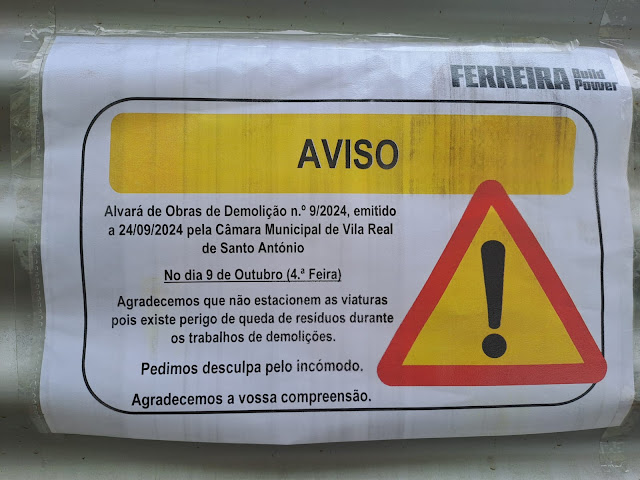 FERREIRA Build Power
AVISO
Alvará de Obras de Demolição n.º 9/2024, emitido
a 24/09/2024 pela Câmara Municipal de Vila Real
de Santo António
No dia 9 de Outubro (4.ª Feira)
Agradecemos que não estacionem as viaturas
pois existe perigo de queda de resíduos durante
os trabalhos de demolições.
Pedimos desculpa pelo incómodo.
Agradecemos a vossa compreensão.